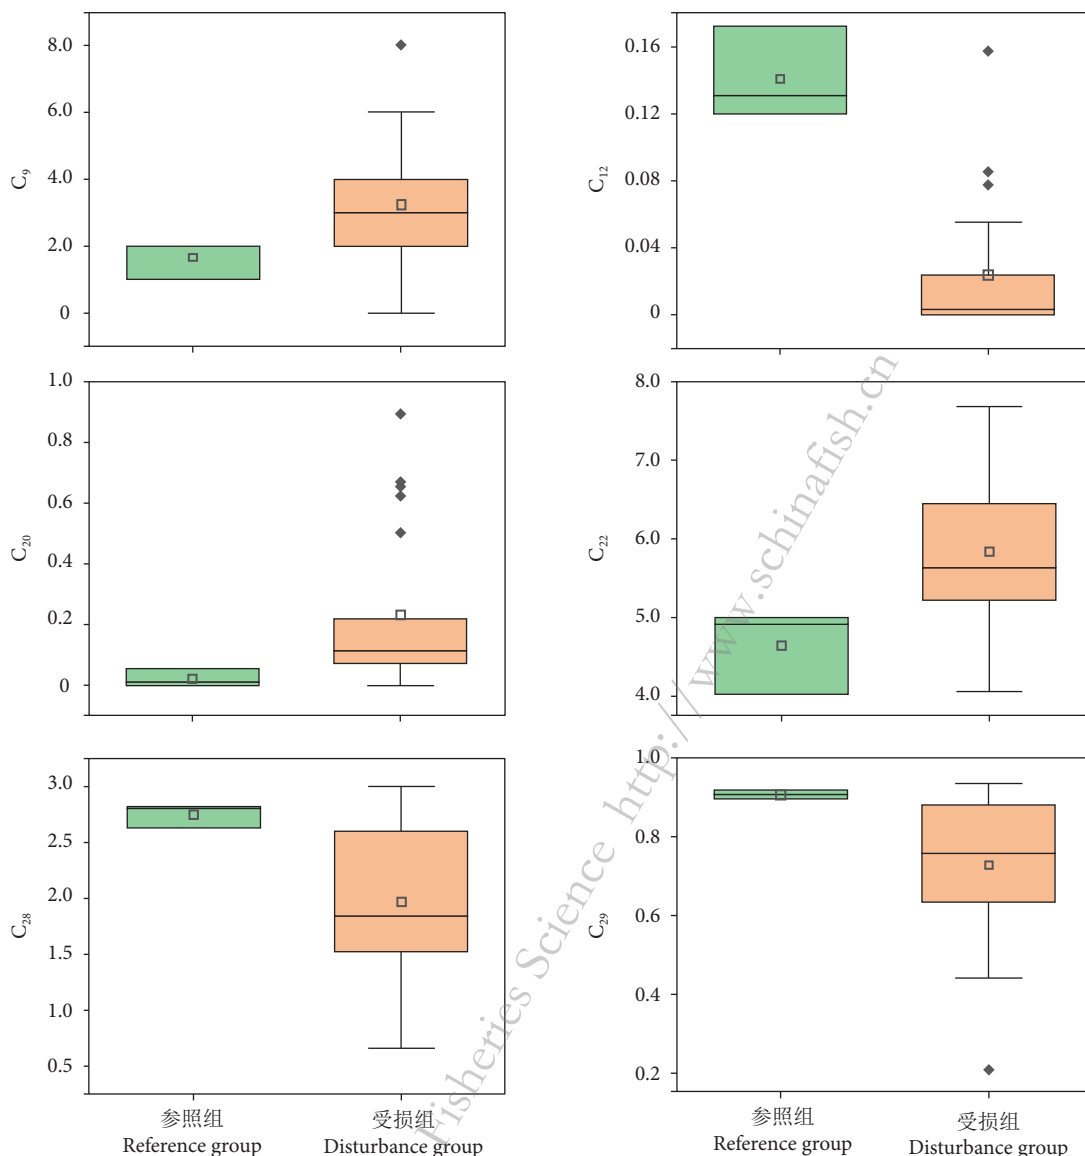 8.0
6.0
4.0
2.0
0
C₉
0.16
0.12
0.08
0.04
0
C₁₂
1.0
0.8
0.6
0.4
0.2
0
C₂₀
8.0
7.0
6.0
5.0
4.0
C₂₂
3.0
2.5
2.0
1.5
1.0
0.5
C₂₈
1.0
0.8
0.6
0.4
0.2
C₂₉
参照组
Reference group
受损组
Disturbance group
参照组
Reference group
受损组
Disturbance group
Fisheries Science http://www.schinafish.cn